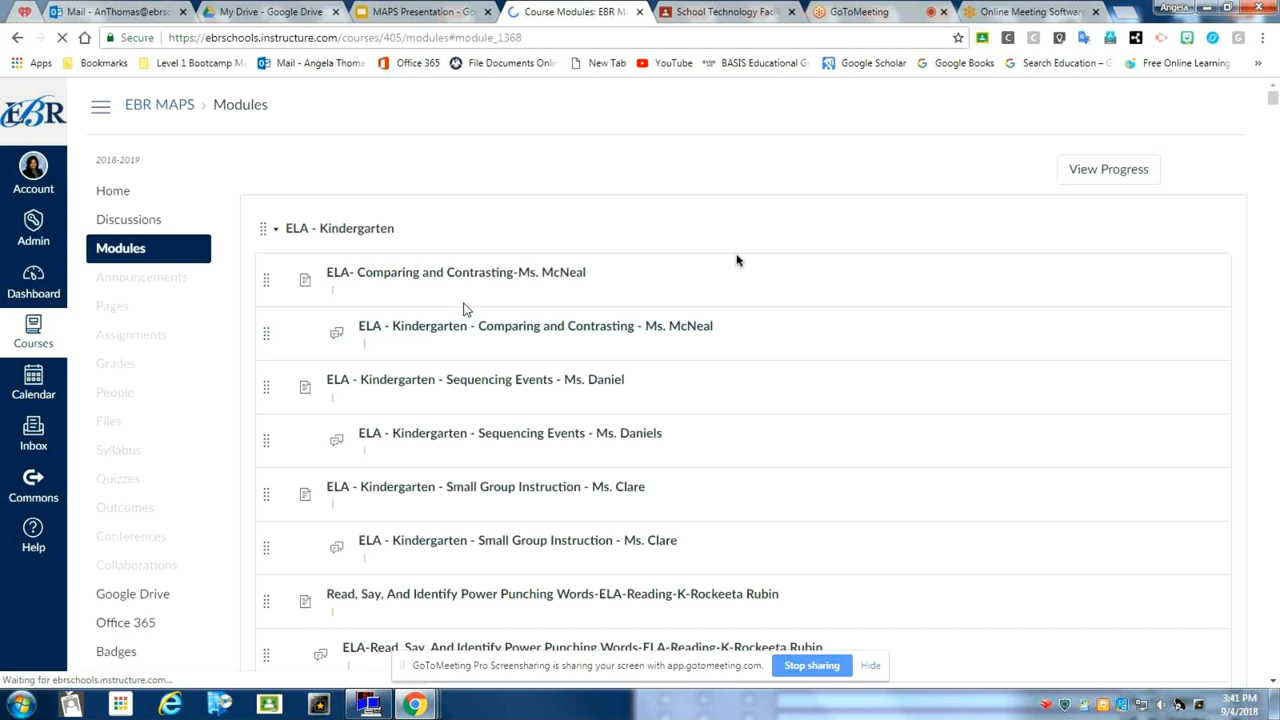 Mail - AnThomas@ebrsc
My Drive - Google Drive
MAPS Presentation - Go
Course Modules: EBR M
School Technology Facili
GoToMeeting
Online Meeting Softwar
Angela
Secure
https://ebrschools.instructure.com/courses/405/modules#module_1368
Apps
Bookmarks
Level 1 Bootcamp M
Mail - Angela Thoma
Office 365
File Documents Onli
New Tab
YouTube
BASIS Educational G
Google Scholar
Google Books
Search Education – G
Free Online Learning
»
EBR
EBR MAPS › Modules
2018-2019
View Progress
Account
Admin
Dashboard
Courses
Calendar
Inbox
Commons
Help
Home
Discussions
Modules
Announcements
Pages
Assignments
Grades
People
Files
Syllabus
Quizzes
Outcomes
Conferences
Collaborations
Google Drive
Office 365
Badges
ELA - Kindergarten
ELA- Comparing and Contrasting-Ms. McNeal
ELA - Kindergarten - Comparing and Contrasting - Ms. McNeal
ELA - Kindergarten - Sequencing Events - Ms. Daniel
ELA - Kindergarten - Sequencing Events - Ms. Daniels
ELA - Kindergarten - Small Group Instruction - Ms. Clare
ELA - Kindergarten - Small Group Instruction - Ms. Clare
Read, Say, And Identify Power Punching Words-ELA-Reading-K-Rockeeta Rubin
ELA-Read, Say, And Identify Power Punching Words-ELA-Reading-K-Rockeeta Rubin
GoToMeeting Pro Screensharing is sharing your screen with app.gotomeeting.com.
Stop sharing
Hide
Waiting for ebrschools.instructure.com...
3:41 PM
9/4/2018